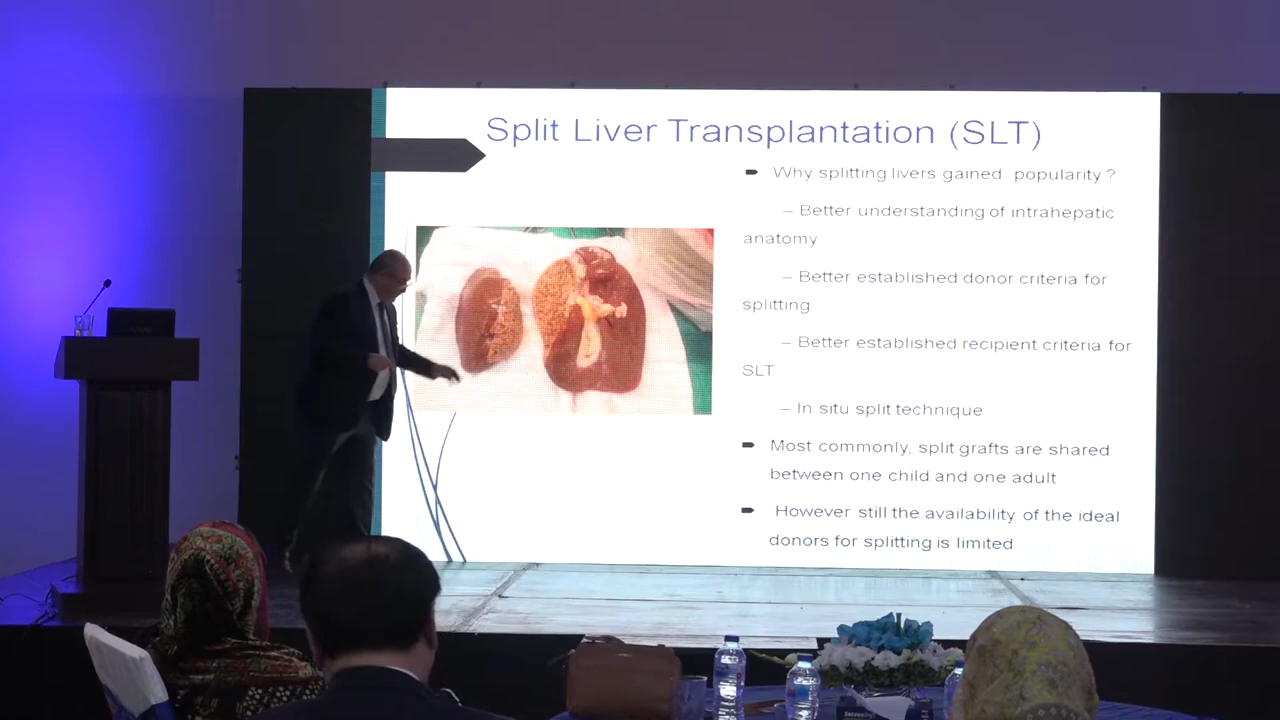 Split Liver Transplantation (SLT)
Why splitting livers gained popularity ?
– Better understanding of intrahepatic
anatomy
– Better established donor criteria for
splitting
– Better established recipient criteria for
SLT
– In situ split technique
Most commonly, split grafts are shared
between one child and one adult
However still the availability of the ideal
donors for splitting is limited